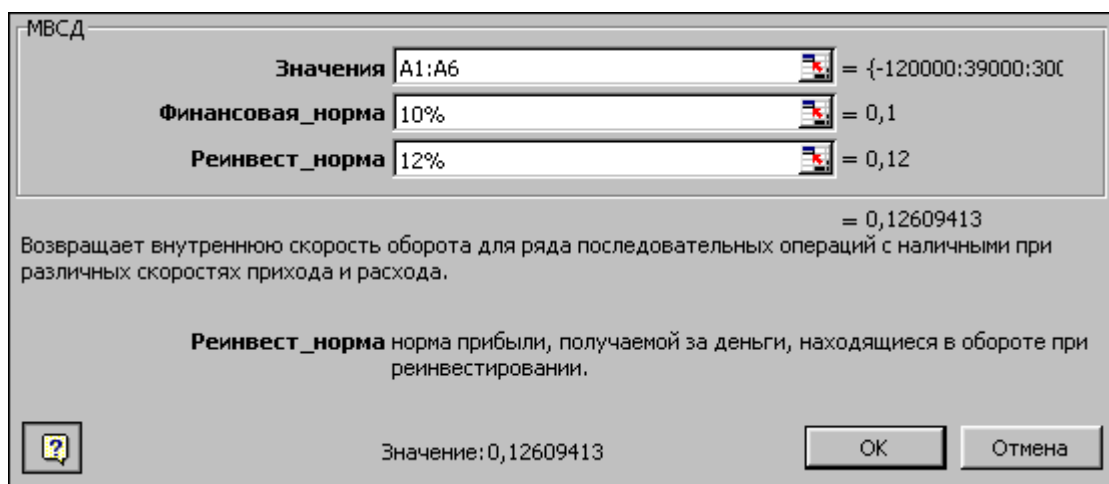 МВСД
Значения A1:A6 = {-120000:39000:300
Финансовая_норма 10% = 0,1
Реинвест_норма 12% = 0,12
= 0,12609413
Возвращает внутреннюю скорость оборота для ряда последовательных операций с наличными при
различных скоростях прихода и расхода.
Реинвест_норма норма прибыли, получаемой за деньги, находящиеся в обороте при
реинвестировании.
Значение:0,12609413 OK Отмена